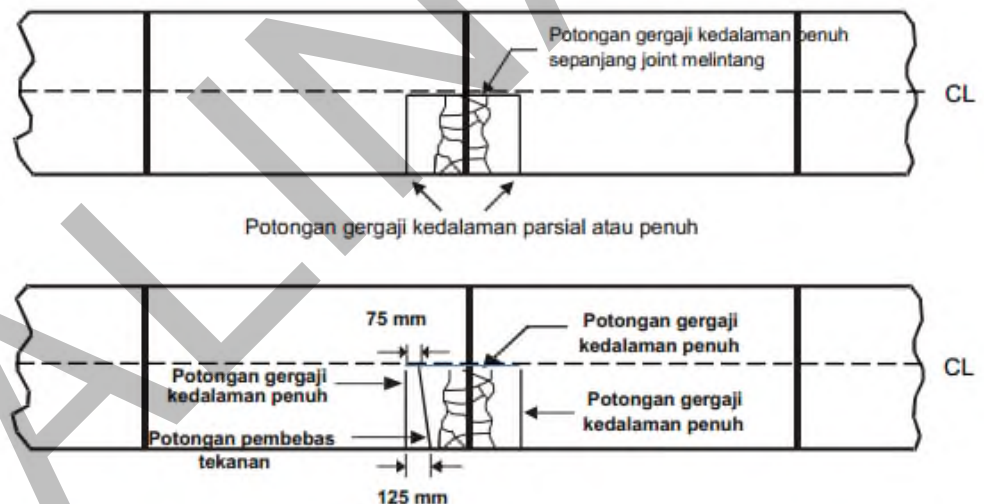 Potongan gergaji kedalaman penuh
sepanjang joint melintang
CL
Potongan gergaji kedalaman parsial atau penuh
75 mm
Potongan gergaji
kedalaman penuh
CL
Potongan gergaji
kedalaman penuh
Potongan gergaji
kedalaman penuh
Potongan pembebas
tekanan
125 mm